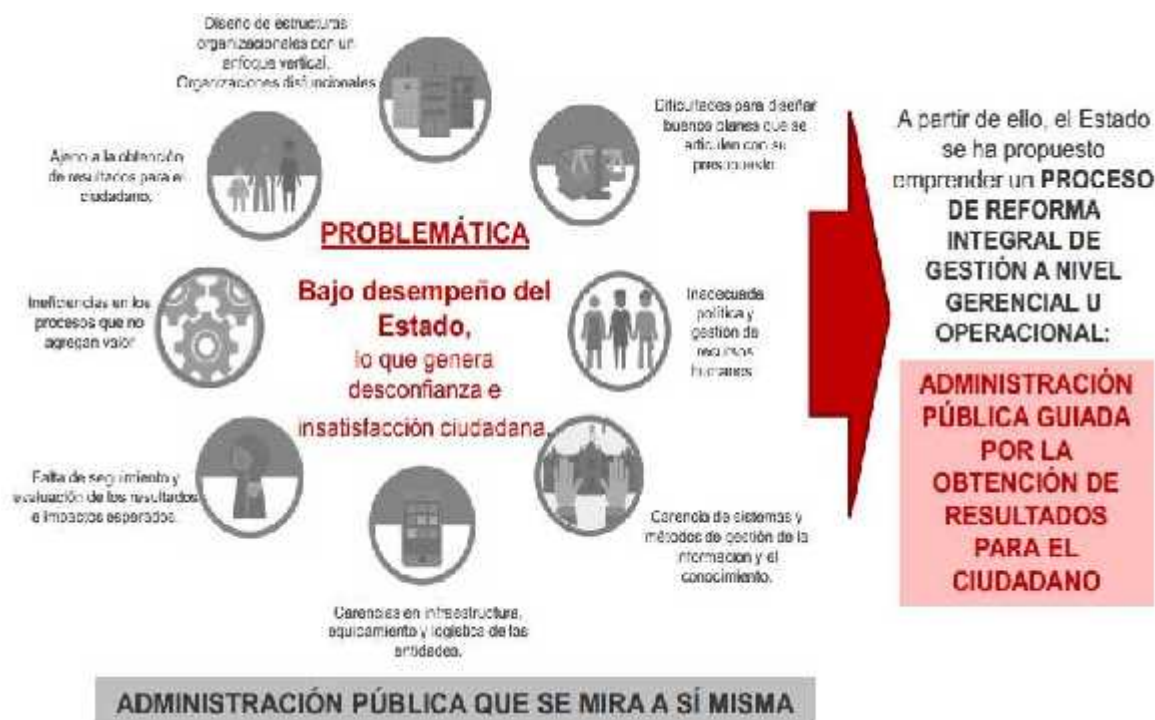 Diseño de estructuras
organizacionales con un
enfoque vertical.
Organizaciones disfuncionales
Dificultades para diseñar
buenos planes que se
articulen con su
presupuesto.
Ajeno a la obtención
de resultados para el
ciudadano.
PROBLEMÁTICA
Bajo desempeño del
Estado,
lo que genera
desconfianza e
insatisfacción ciudadana.
Ineficiencias en los
procesos que no
agregan valor
Inadecuada
política y
gestión de
recursos
humanos.
Falta de seguimiento y
evaluación de los resultados
e impactos esperados.
Carencia de sistemas y
métodos de gestión de la
información y el
conocimiento.
Carencias en infraestructura,
equipamiento y logística de las
entidades.
ADMINISTRACIÓN PÚBLICA QUE SE MIRA A SÍ MISMA
A partir de ello, el Estado
se ha propuesto
emprender un PROCESO
DE REFORMA
INTEGRAL DE
GESTIÓN A NIVEL
GERENCIAL U
OPERACIONAL:
ADMINISTRACIÓN
PÚBLICA GUIADA
POR LA
OBTENCIÓN DE
RESULTADOS
PARA EL
CIUDADANO